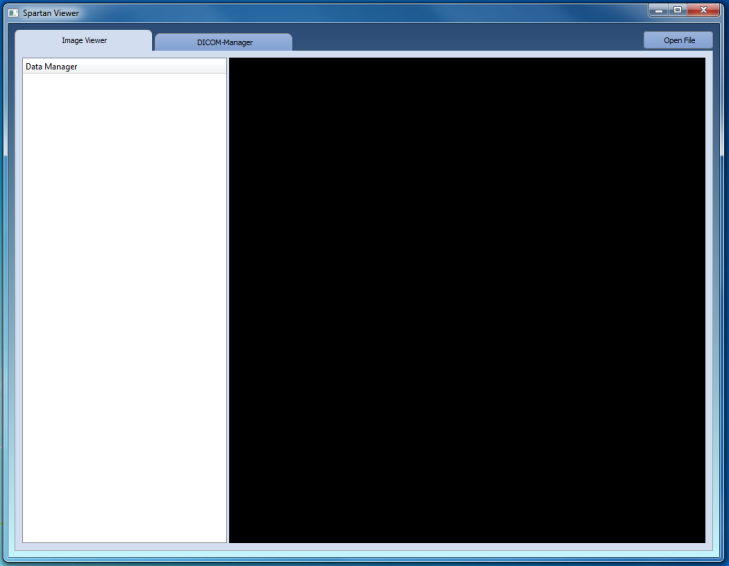 Spartan Viewer
Image Viewer
DICOM-Manager
Open File
Data Manager